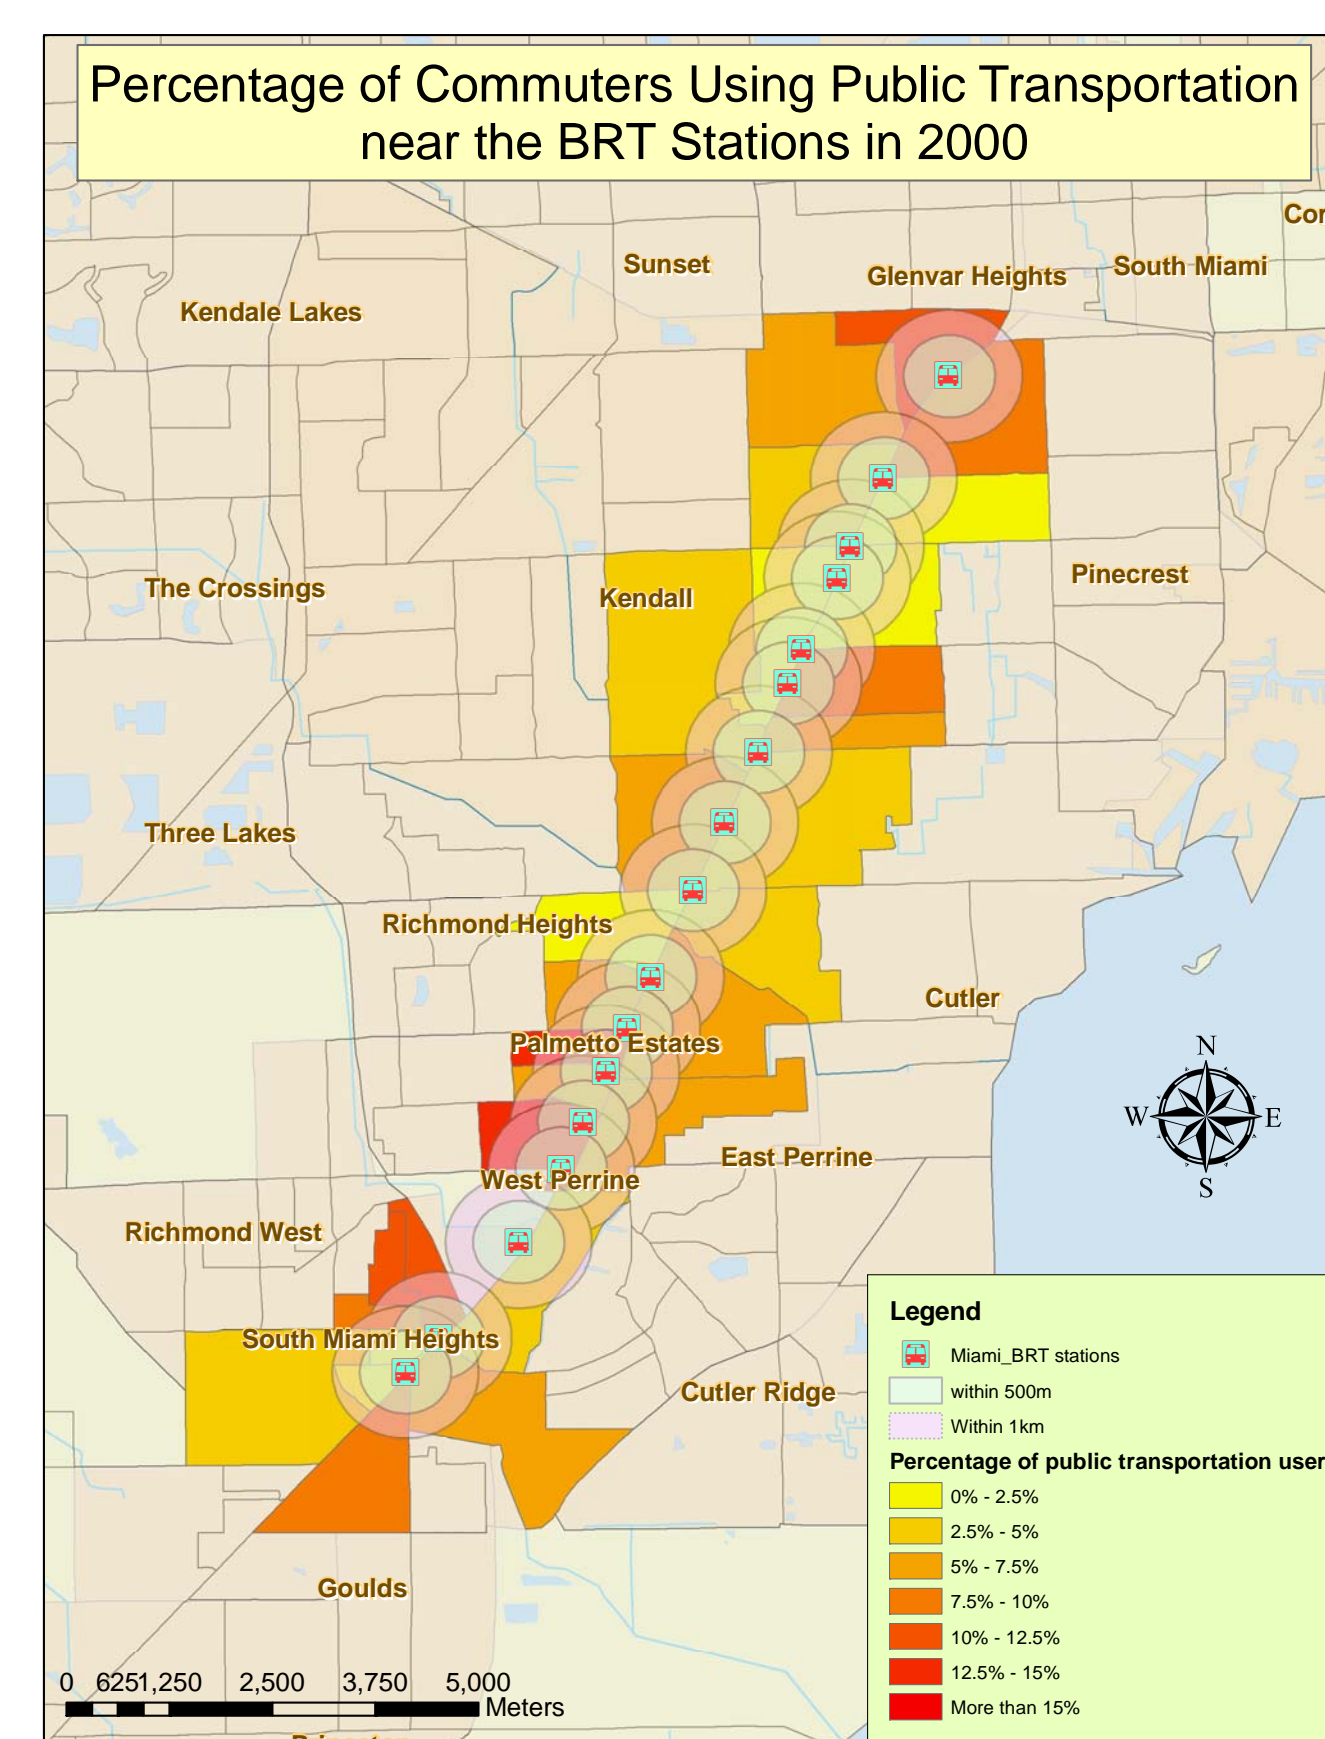 Percentage of Commuters Using Public Transportation
near the BRT Stations in 2000
Cor
Sunset
Glenvar Heights
South Miami
Kendale Lakes
The Crossings
Kendall
Pinecrest
Three Lakes
Richmond Heights
Cutler
Palmetto Estates
N
W
E
S
East Perrine
West Perrine
Richmond West
South Miami Heights
Cutler Ridge
Goulds
Legend
Miami_BRT stations
within 500m
Within 1km
Percentage of public transportation user
0% - 2.5%
2.5% - 5%
5% - 7.5%
7.5% - 10%
10% - 12.5%
12.5% - 15%
More than 15%
0 625 1,250 2,500 3,750 5,000
Meters